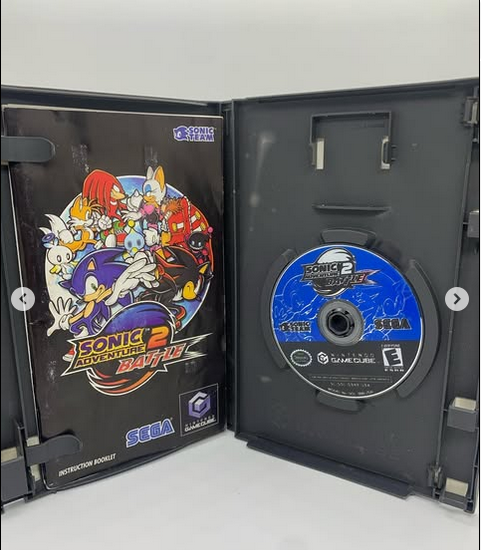 SONIC
TEAM
SONIC
ADVENTURE 2
BATTLE
SEGA
NINTENDO
GAMECUBE
INSTRUCTION BOOKLET
SONIC
ADVENTURE 2
BATTLE
SONIC
TEAM
SEGA
NINTENDO
GAMECUBE
E